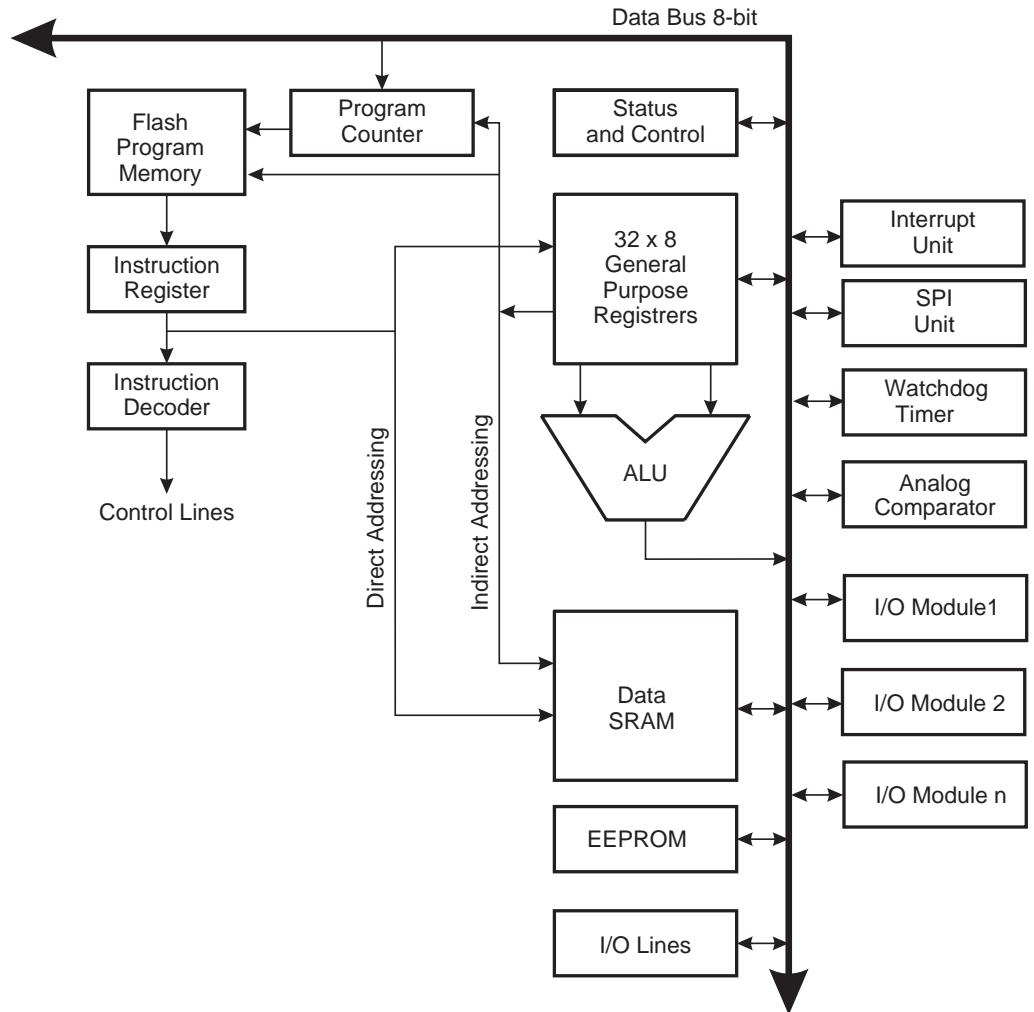 Data Bus 8-bit
Flash
Program
Memory
Program
Counter
Status
and Control
32 x 8
General
Purpose
Registrers
Interrupt
Unit
Instruction
Register
SPI
Unit
Instruction
Decoder
Watchdog
Timer
Control Lines
Direct Addressing
Indirect Addressing
ALU
Analog
Comparator
I/O Module1
Data
SRAM
I/O Module 2
I/O Module n
EEPROM
I/O Lines